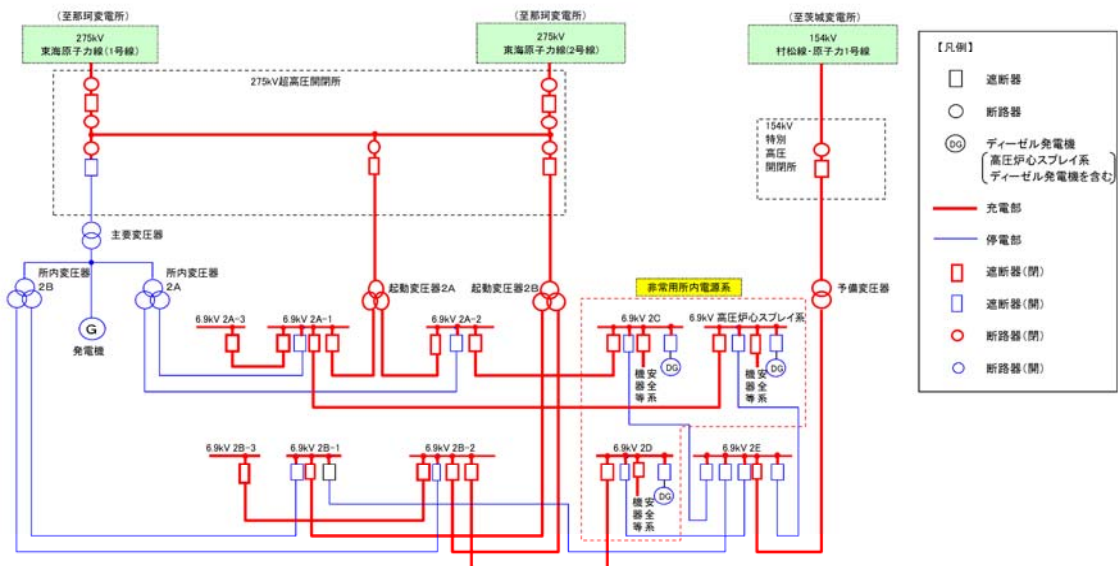 (至那珂変電所)
275kV
東海原子力線(1号線)
(至那珂変電所)
275kV
東海原子力線(2号線)
(至茨城変電所)
154kV
村松線・原子力1号線
275kV超高圧開閉所
154kV
特別
高圧
開閉所
主要変圧器
所内変圧器
2B
所内変圧器
2A
G
発電機
起動変圧器2A
起動変圧器2B
非常用所内電源系
予備変圧器
6.9kV 2A-3
6.9kV 2A-1
6.9kV 2A-2
6.9kV 2C
6.9kV 高圧炉心スプレイ系
DG
安全系
機器等
DG
安全系
機器等
6.9kV 2B-3
6.9kV 2B-1
6.9kV 2B-2
6.9kV 2D
6.9kV 2E
DG
安全系
機器等
【凡例】
遮断器
断路器
DG
ディーゼル発電機
高圧炉心スプレイ系
ディーゼル発電機を含む
充電部
停電部
遮断器(閉)
遮断器(開)
断路器(閉)
断路器(開)